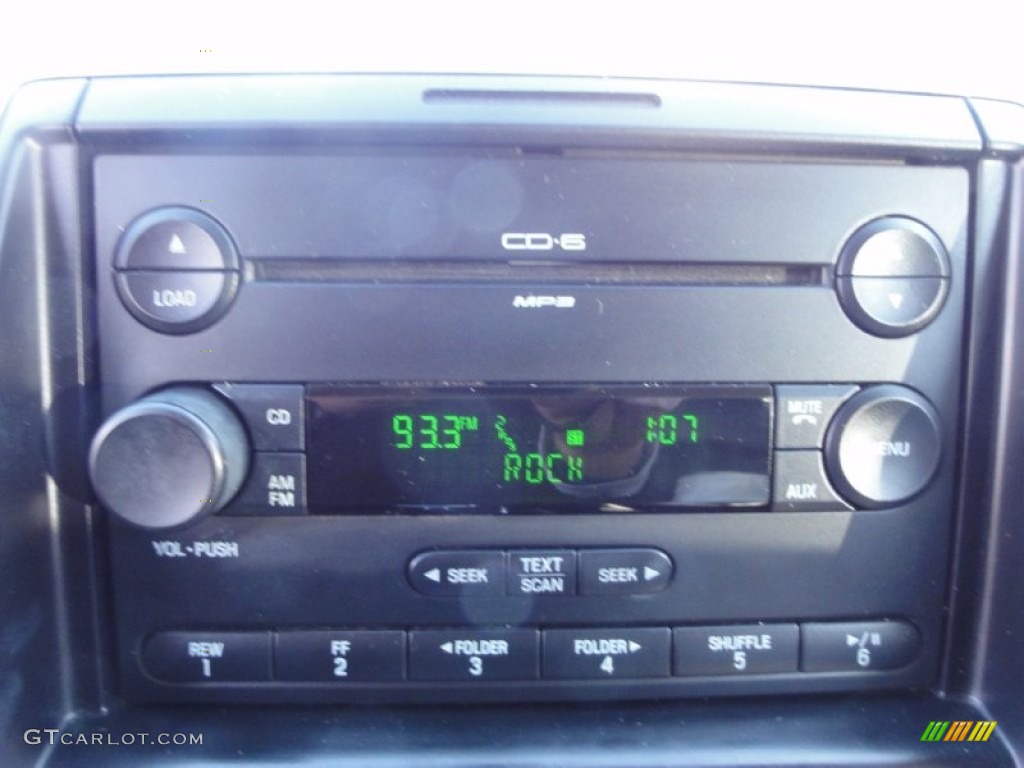 CD•6
LOAD
MP3
CD
93.3 FM
1:07
MUTE
MENU
ROCK
AM
FM
AUX
VOL•PUSH
SEEK
TEXT
SCAN
SEEK
REW
1
FF
2
FOLDER
3
FOLDER
4
SHUFFLE
5
6
GTCARLOT.COM